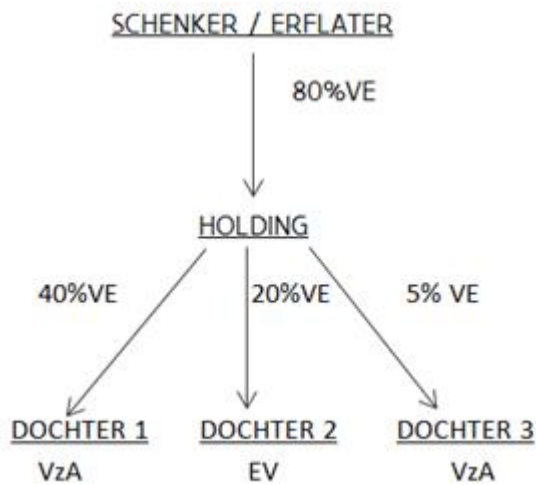 SCHENKER / ERFLATER
80%VE
HOLDING
40%VE 20%VE 5% VE
DOCHTER 1 DOCHTER 2 DOCHTER 3
VzA EV VzA